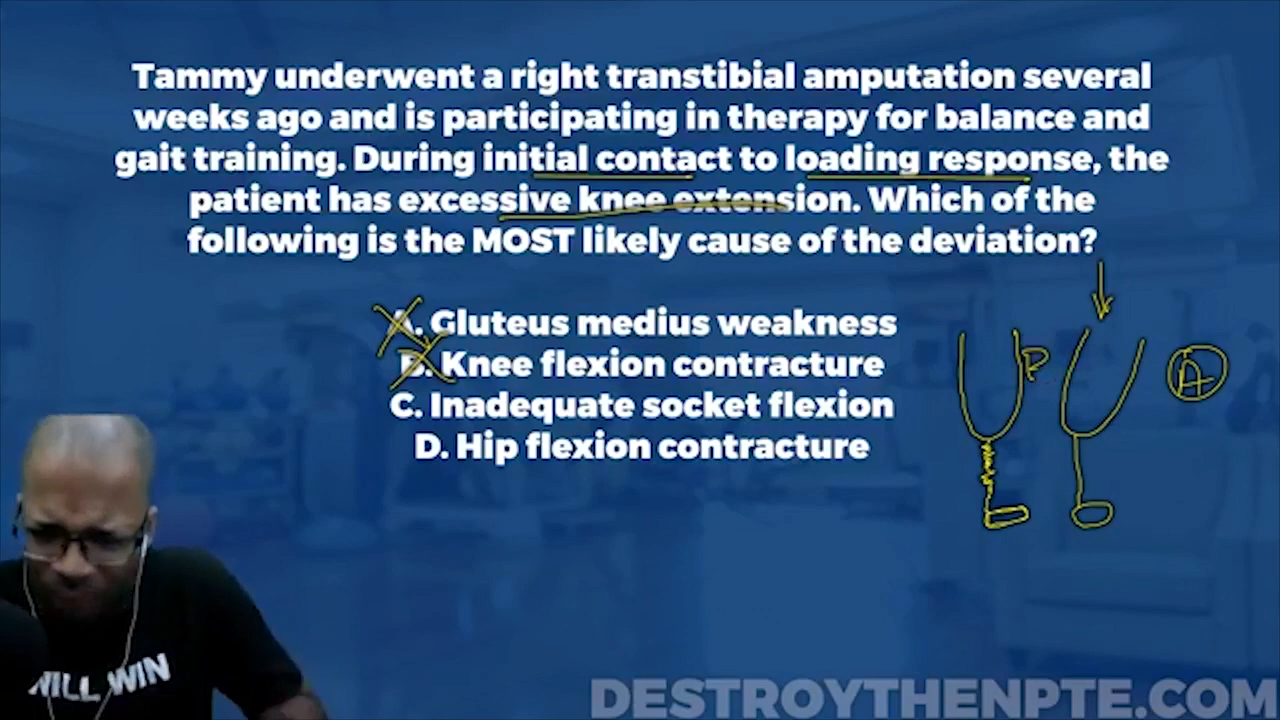 Tammy underwent a right transtibial amputation several
weeks ago and is participating in therapy for balance and
gait training. During initial contact to loading response, the
patient has excessive knee extension. Which of the
following is the MOST likely cause of the deviation?
A. Gluteus medius weakness
B. Knee flexion contracture
C. Inadequate socket flexion
D. Hip flexion contracture
P
A
WILL WIN
DESTROYTHENPTE.COM